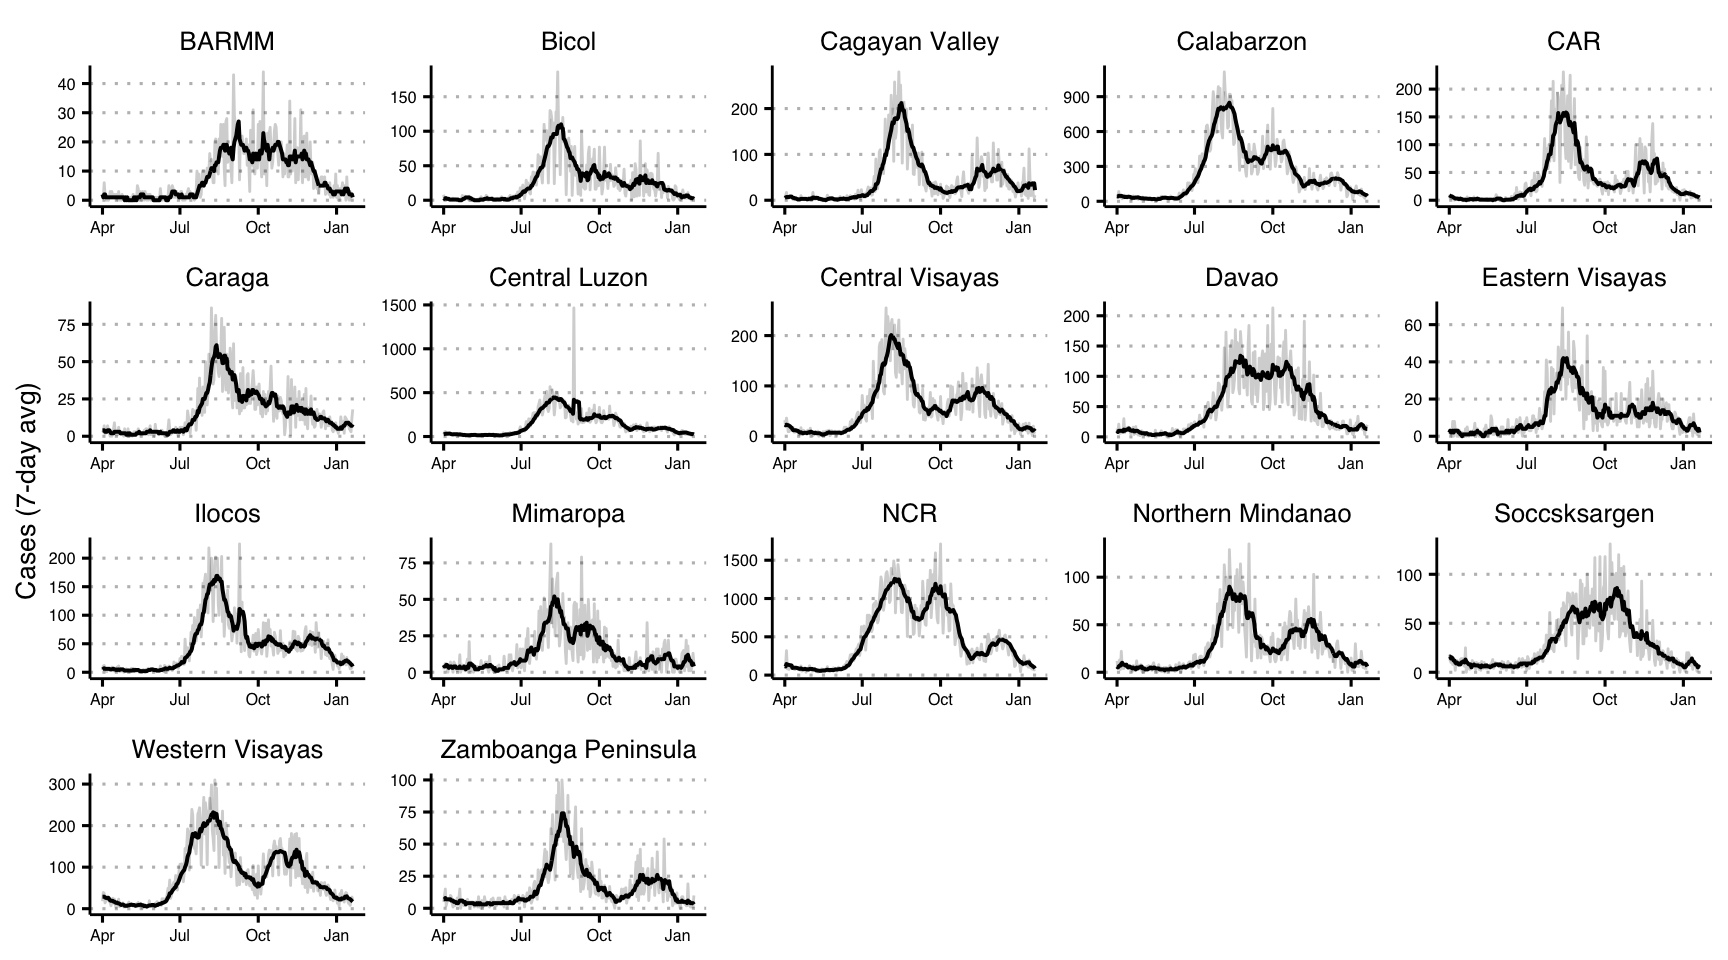 Cases (7-day avg)
BARMM
40
30
20
10
0
Apr Jul Oct Jan
Bicol
150
100
50
0
Apr Jul Oct Jan
Cagayan Valley
200
100
0
Apr Jul Oct Jan
Calabarzon
900
600
300
0
Apr Jul Oct Jan
CAR
200
150
100
50
0
Apr Jul Oct Jan
Caraga
75
50
25
0
Apr Jul Oct Jan
Central Luzon
1500
1000
500
0
Apr Jul Oct Jan
Central Visayas
200
100
0
Apr Jul Oct Jan
Davao
200
150
100
50
0
Apr Jul Oct Jan
Eastern Visayas
60
40
20
0
Apr Jul Oct Jan
Ilocos
200
150
100
50
0
Apr Jul Oct Jan
Mimaropa
75
50
25
0
Apr Jul Oct Jan
NCR
1500
1000
500
0
Apr Jul Oct Jan
Northern Mindanao
100
50
0
Apr Jul Oct Jan
Soccsksargen
100
50
0
Apr Jul Oct Jan
Western Visayas
300
200
100
0
Apr Jul Oct Jan
Zamboanga Peninsula
100
75
50
25
0
Apr Jul Oct Jan